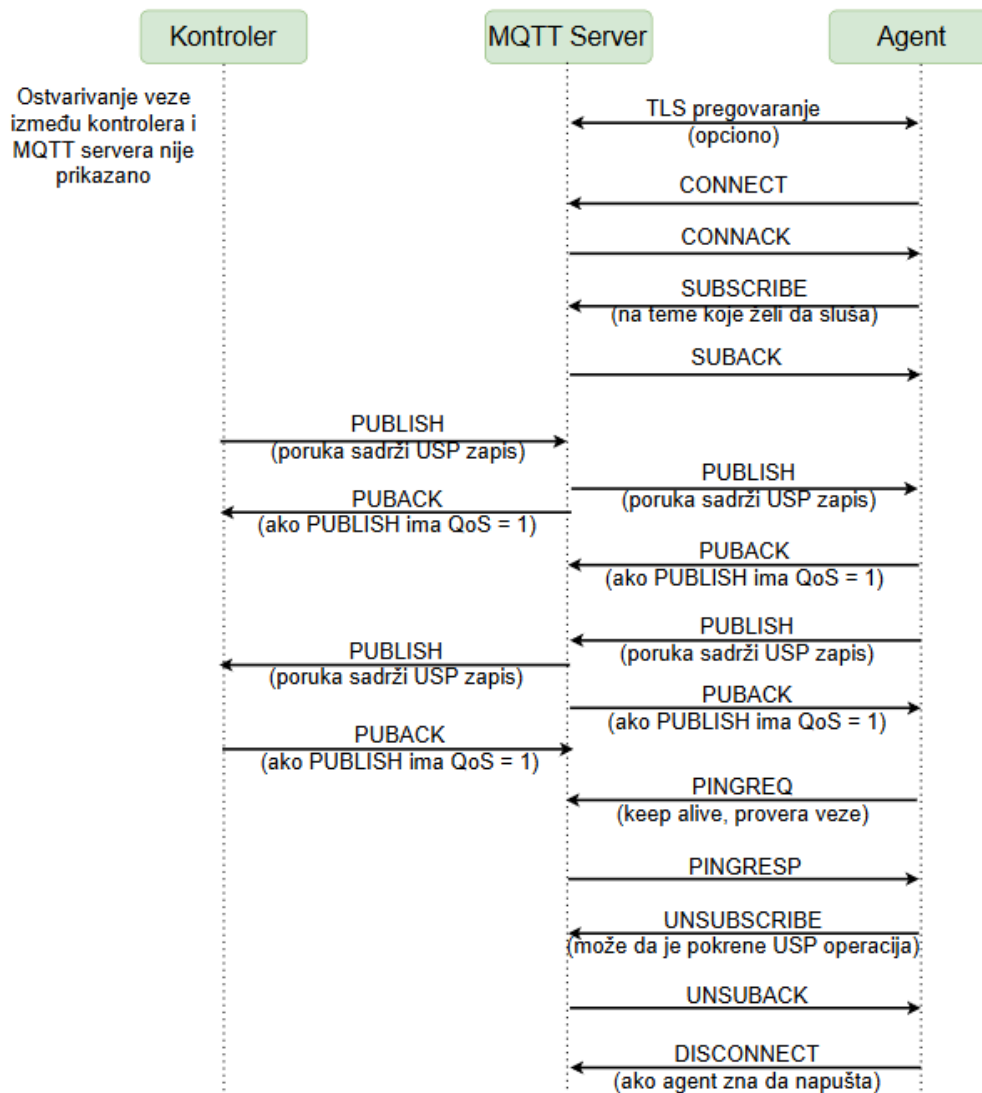 Kontroler
MQTT Server
Agent
Ostvarivanje veze
između kontrolera i
MQTT servera nije
prikazano
TLS pregovaranje
(opciono)
CONNECT
CONNACK
SUBSCRIBE
(na teme koje želi da sluša)
SUBACK
PUBLISH
(poruka sadrži USP zapis)
PUBLISH
(poruka sadrži USP zapis)
PUBACK
(ako PUBLISH ima QoS = 1)
PUBACK
(ako PUBLISH ima QoS = 1)
PUBLISH
(poruka sadrži USP zapis)
PUBLISH
(poruka sadrži USP zapis)
PUBACK
(ako PUBLISH ima QoS = 1)
PUBACK
(ako PUBLISH ima QoS = 1)
PINGREQ
(keep alive, provera veze)
PINGRESP
UNSUBSCRIBE
(može da je pokrene USP operacija)
UNSUBACK
DISCONNECT
(ako agent zna da napušta)